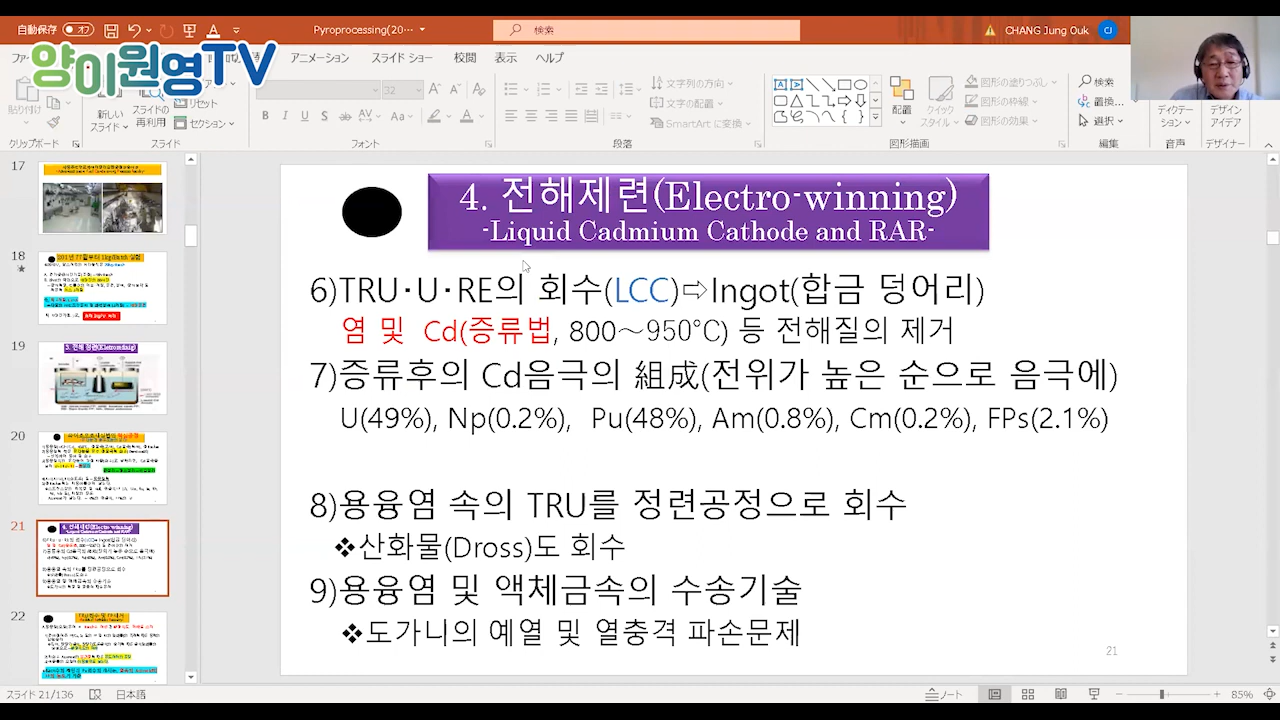 自動保存 オフ
Pyroprocessing(20…
検索
CHANG Jung Ouk
CJ
양이원영TV
アニメーション
スライド ショー
校閲
表示
ヘルプ
貼り付け
新しい
スライド
スライドの
再利用
リセット
セクション
32
文字列の方向
文字の配置
SmartArt に変換
配置
クイック
スタイル
図形の塗りつぶし
図形の枠線
図形の効果
検索
置換…
選択
ディクテー
ション
デザイン
アイデア
クリップボード
スライド
フォント
段落
図形描画
編集
音声
デザイナー
17
18
19
20
21
22
4. 전해제련(Electro-winning)
-Liquid Cadmium Cathode and RAR-
6)TRU·U·RE의 회수(LCC)⇨Ingot(합금 덩어리)
염 및 Cd(증류법, 800～950℃) 등 전해질의 제거
7)증류후의 Cd음극의 組成(전위가 높은 순으로 음극에)
U(49%), Np(0.2%), Pu(48%), Am(0.8%), Cm(0.2%), FPs(2.1%)
8)용융염 속의 TRU를 정련공정으로 회수
❖산화물(Dross)도 회수
9)용융염 및 액체금속의 수송기술
❖도가니의 예열 및 열충격 파손문제
21
スライド 21/136
日本語
ノート
85%